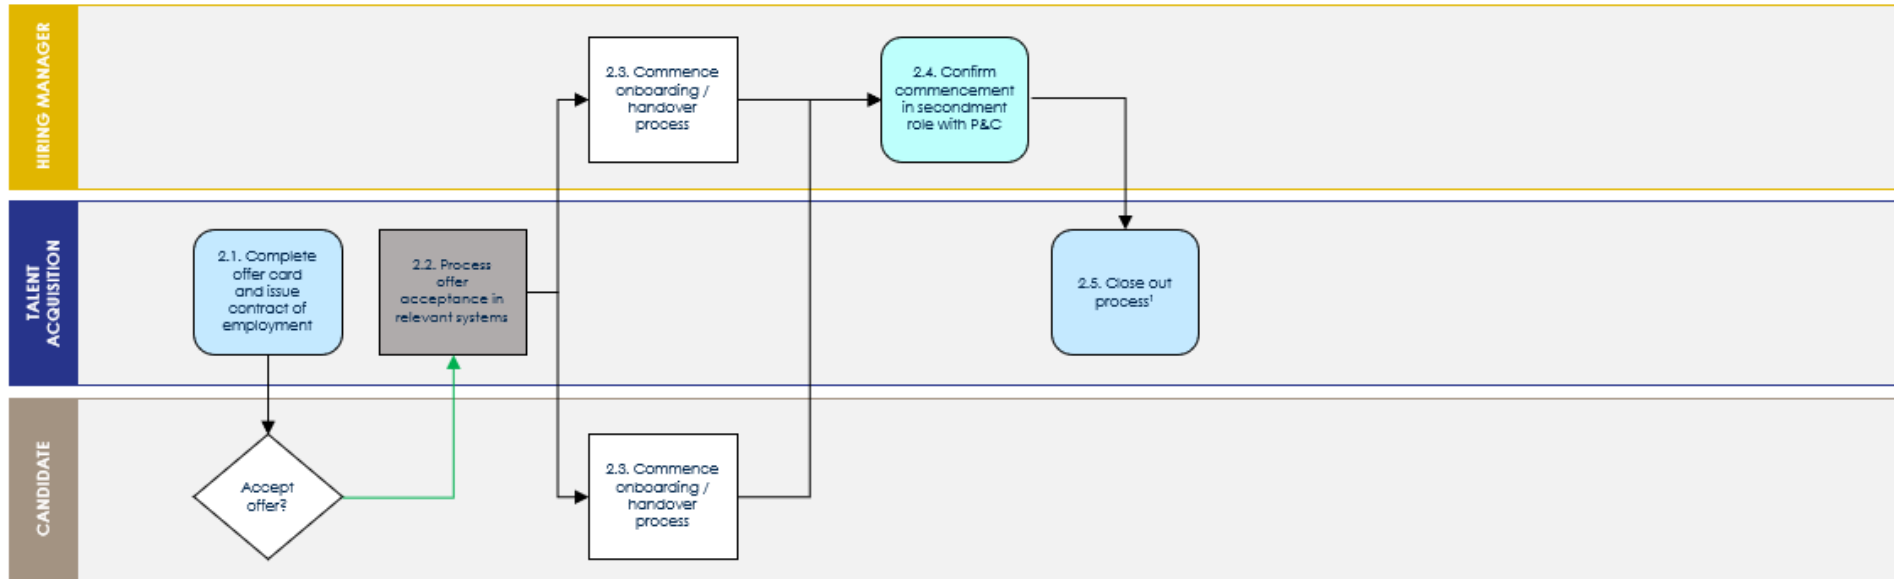 HIRING MANAGER
2.3. Commence
onboarding /
handover
process
2.4. Confirm
commencement
in secondment
role with P&C
TALENT
ACQUISITION
2.1. Complete
offer card
and issue
contract of
employment
2.2. Process
offer
acceptance in
relevant systems
2.5. Close out
process¹
CANDIDATE
Accept
offer?
2.3. Commence
onboarding /
handover
process